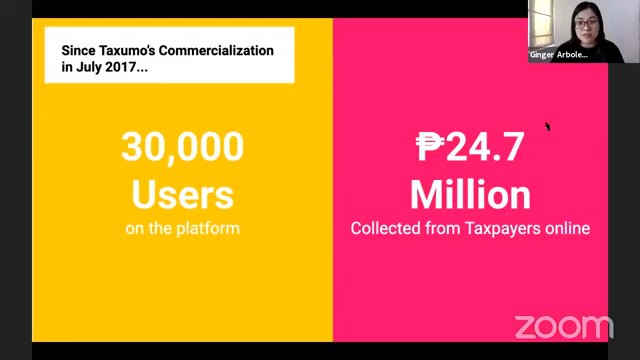 Since Taxumo's Commercialization
in July 2017...
30,000
Users
on the platform
₱24.7
Million
Collected from Taxpayers online
Ginger Arbole...
zoom